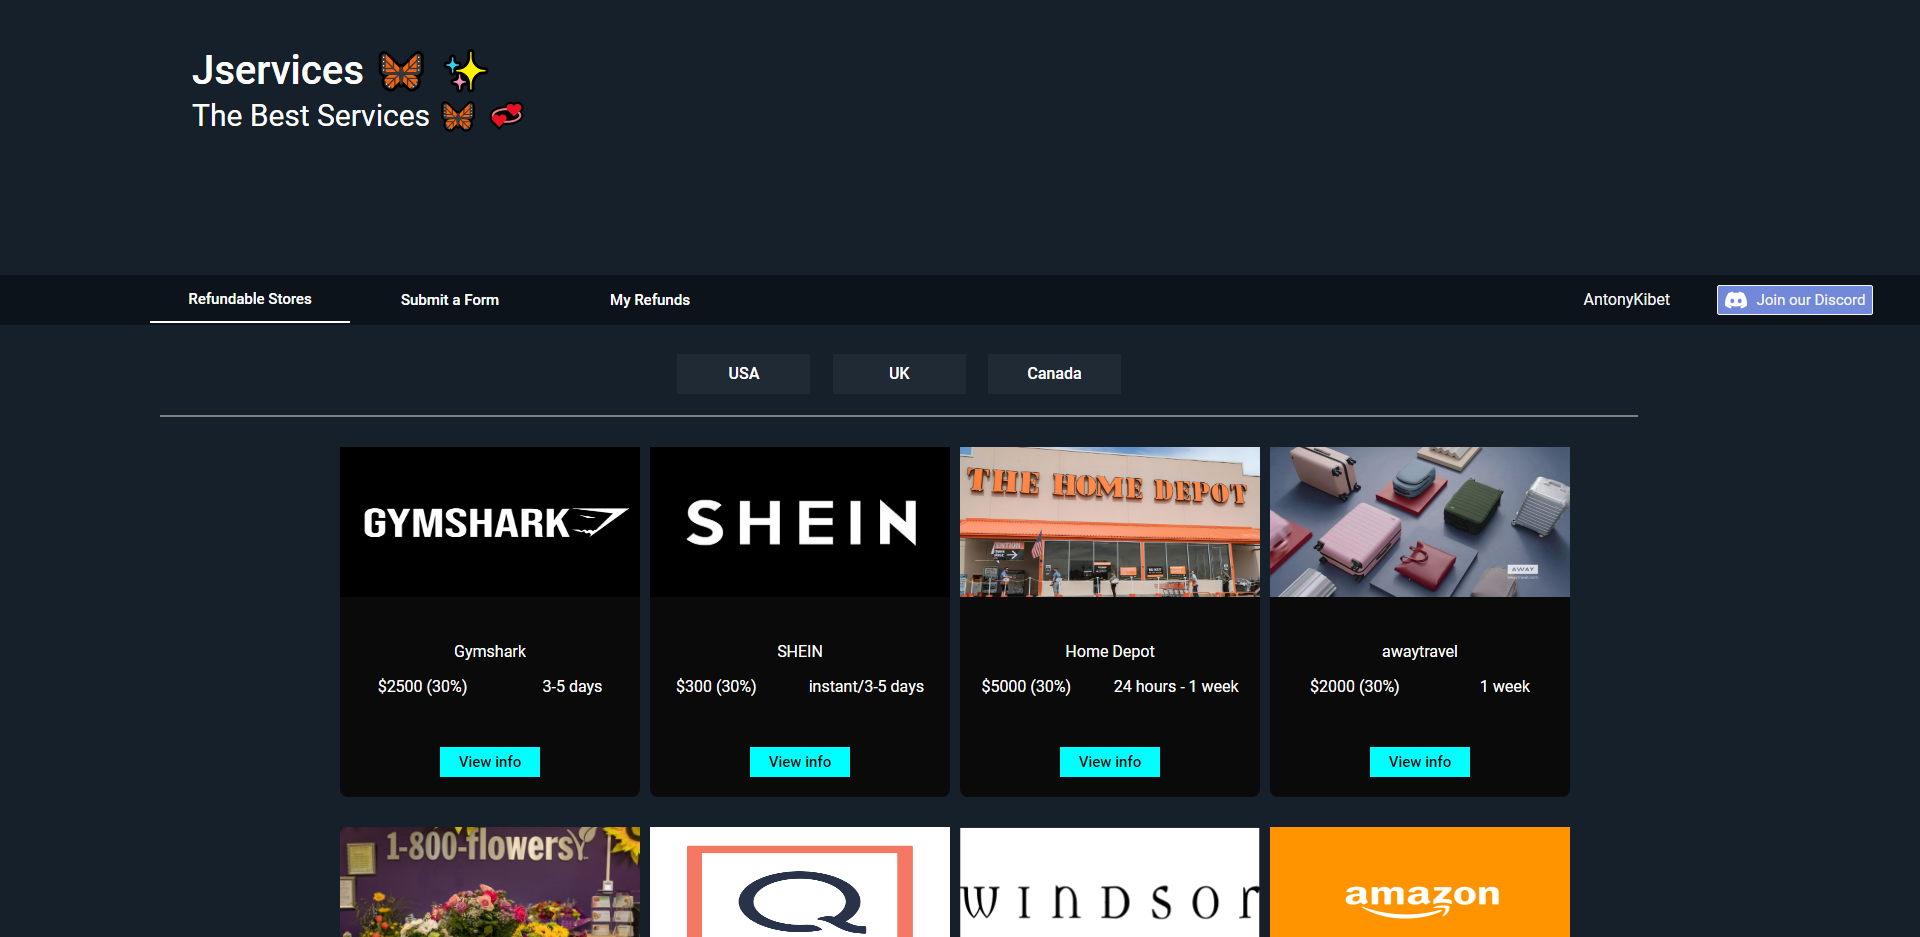 Jservices
The Best Services
Refundable Stores
Submit a Form
My Refunds
AntonyKibet
Join our Discord
USA
UK
Canada
GYMSHARK
SHEIN
THE HOME DEPOT
AWAY
Gymshark
$2500 (30%)
3-5 days
View info
SHEIN
$300 (30%)
instant/3-5 days
View info
Home Depot
$5000 (30%)
24 hours - 1 week
View info
awaytravel
$2000 (30%)
1 week
View info
1-800-flowers
Q
WINDSOR
amazon